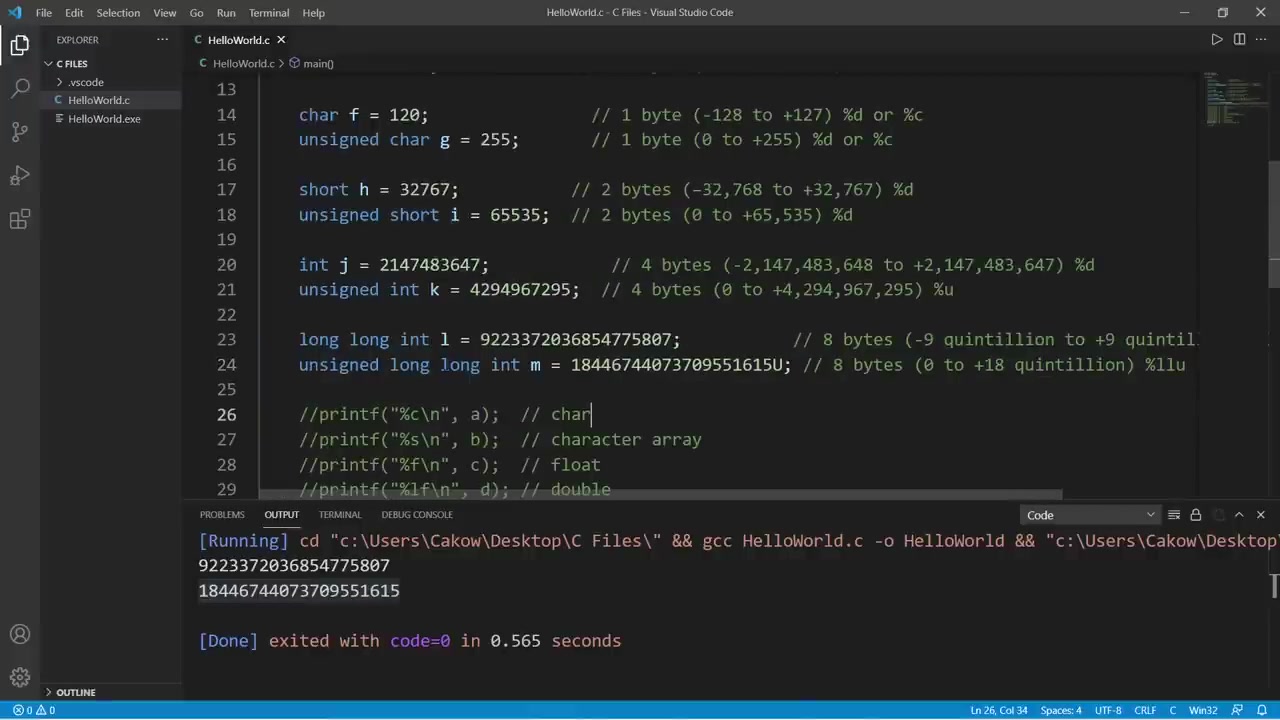 File Edit Selection View Go Run Terminal Help
HelloWorld.c - C Files - Visual Studio Code
EXPLORER
C FILES
.vscode
C HelloWorld.c
HelloWorld.exe
OUTLINE
C HelloWorld.c
C HelloWorld.c > main()
13
14 char f = 120; // 1 byte (-128 to +127) %d or %c
15 unsigned char g = 255; // 1 byte (0 to +255) %d or %c
16
17 short h = 32767; // 2 bytes (−32,768 to +32,767) %d
18 unsigned short i = 65535; // 2 bytes (0 to +65,535) %d
19
20 int j = 2147483647; // 4 bytes (-2,147,483,648 to +2,147,483,647) %d
21 unsigned int k = 4294967295; // 4 bytes (0 to +4,294,967,295) %u
22
23 long long int l = 9223372036854775807; // 8 bytes (-9 quintillion to +9 quintil
24 unsigned long long int m = 18446744073709551615U; // 8 bytes (0 to +18 quintillion) %llu
25
26 //printf("%c\n", a); // char
27 //printf("%s\n", b); // character array
28 //printf("%f\n", c); // float
29 //printf("%lf\n", d); // double
PROBLEMS OUTPUT TERMINAL DEBUG CONSOLE Code
[Running] cd "c:\Users\Cakow\Desktop\C Files\" && gcc HelloWorld.c -o HelloWorld && "c:\Users\Cakow\Desktop
9223372036854775807
18446744073709551615
[Done] exited with code=0 in 0.565 seconds
0 0 Ln 26, Col 34 Spaces: 4 UTF-8 CRLF C Win32